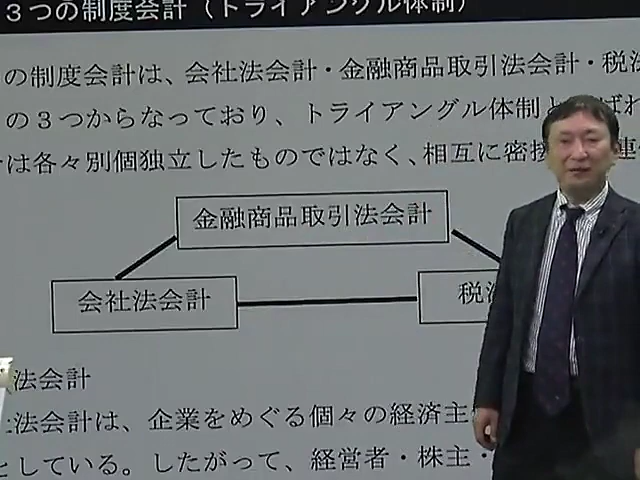 3つの制度会計（トライアングル体制）
の制度会計は、会社法会計・金融商品取引法会計・税法
の3つからなっており、トライアングル体制と ばれ
は各々別個独立したものではなく、相互に密接 連
金融商品取引法会計
会社法会計
税法
法会計
法会計は、企業をめぐる個々の経済主
としている。したがって、経営者・株主・